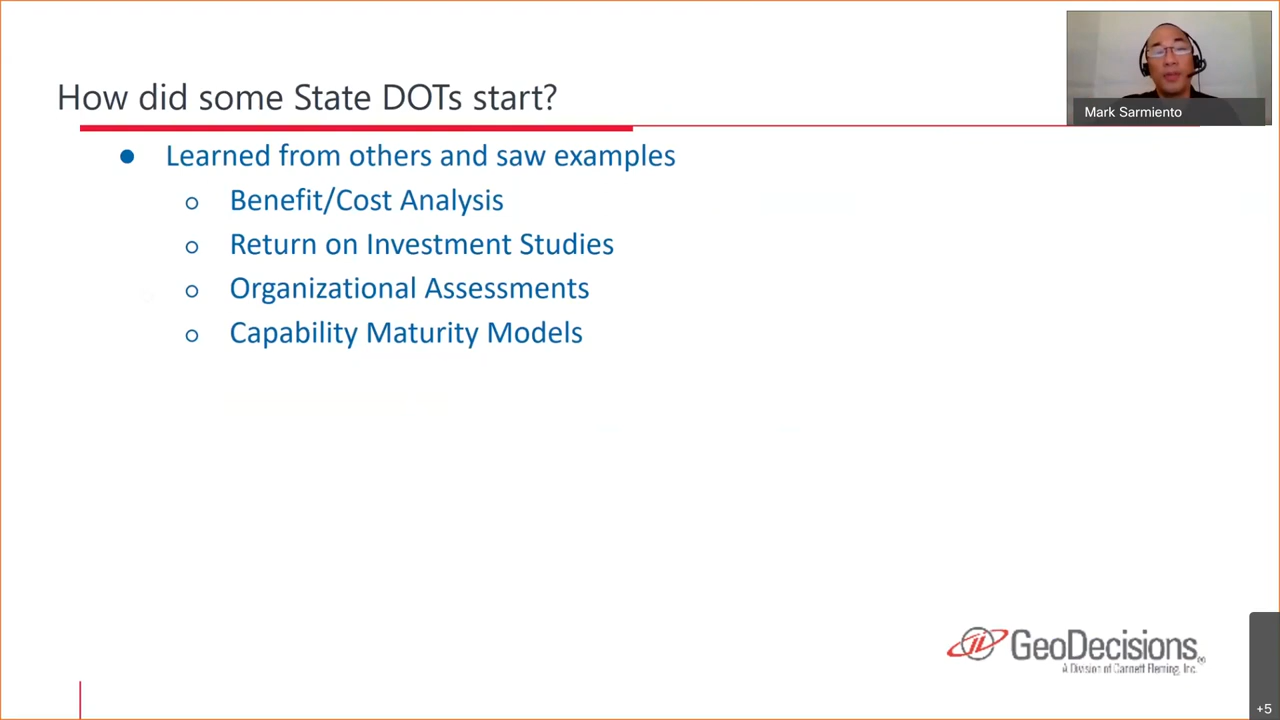 How did some State DOTs start?
Mark Sarmiento
● Learned from others and saw examples
○ Benefit/Cost Analysis
○ Return on Investment Studies
○ Organizational Assessments
○ Capability Maturity Models
GeoDecisions
A Division of Gannett Fleming, Inc.
+5